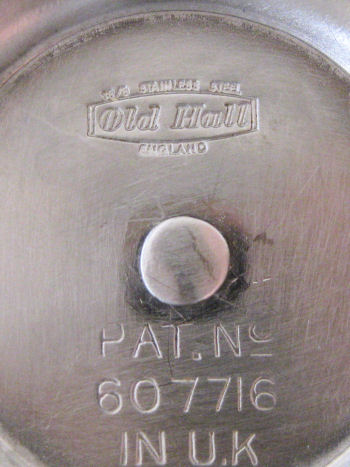 18/8 STAINLESS STEEL
Old Hall
ENGLAND
PAT. Nº
607716
IN U.K